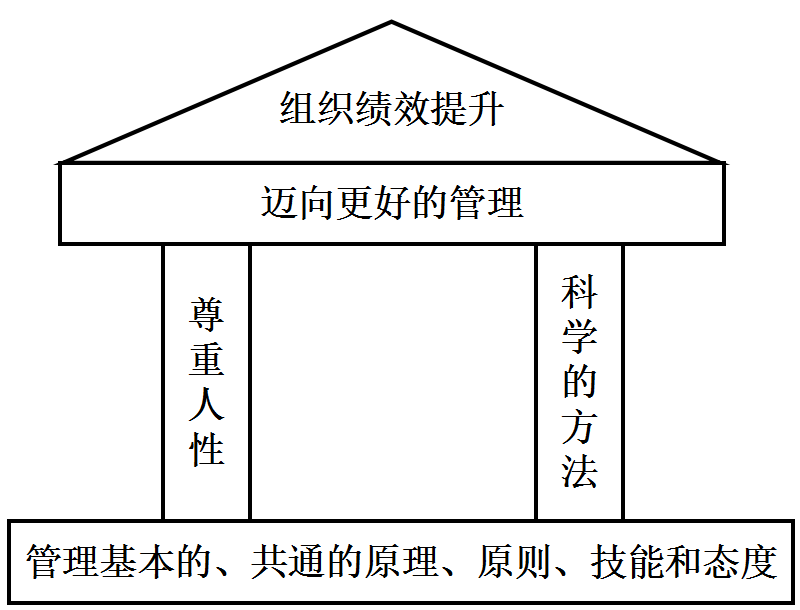 组织绩效提升
迈向更好的管理
尊重人性
科学的方法
管理基本的、共通的原理、原则、技能和态度